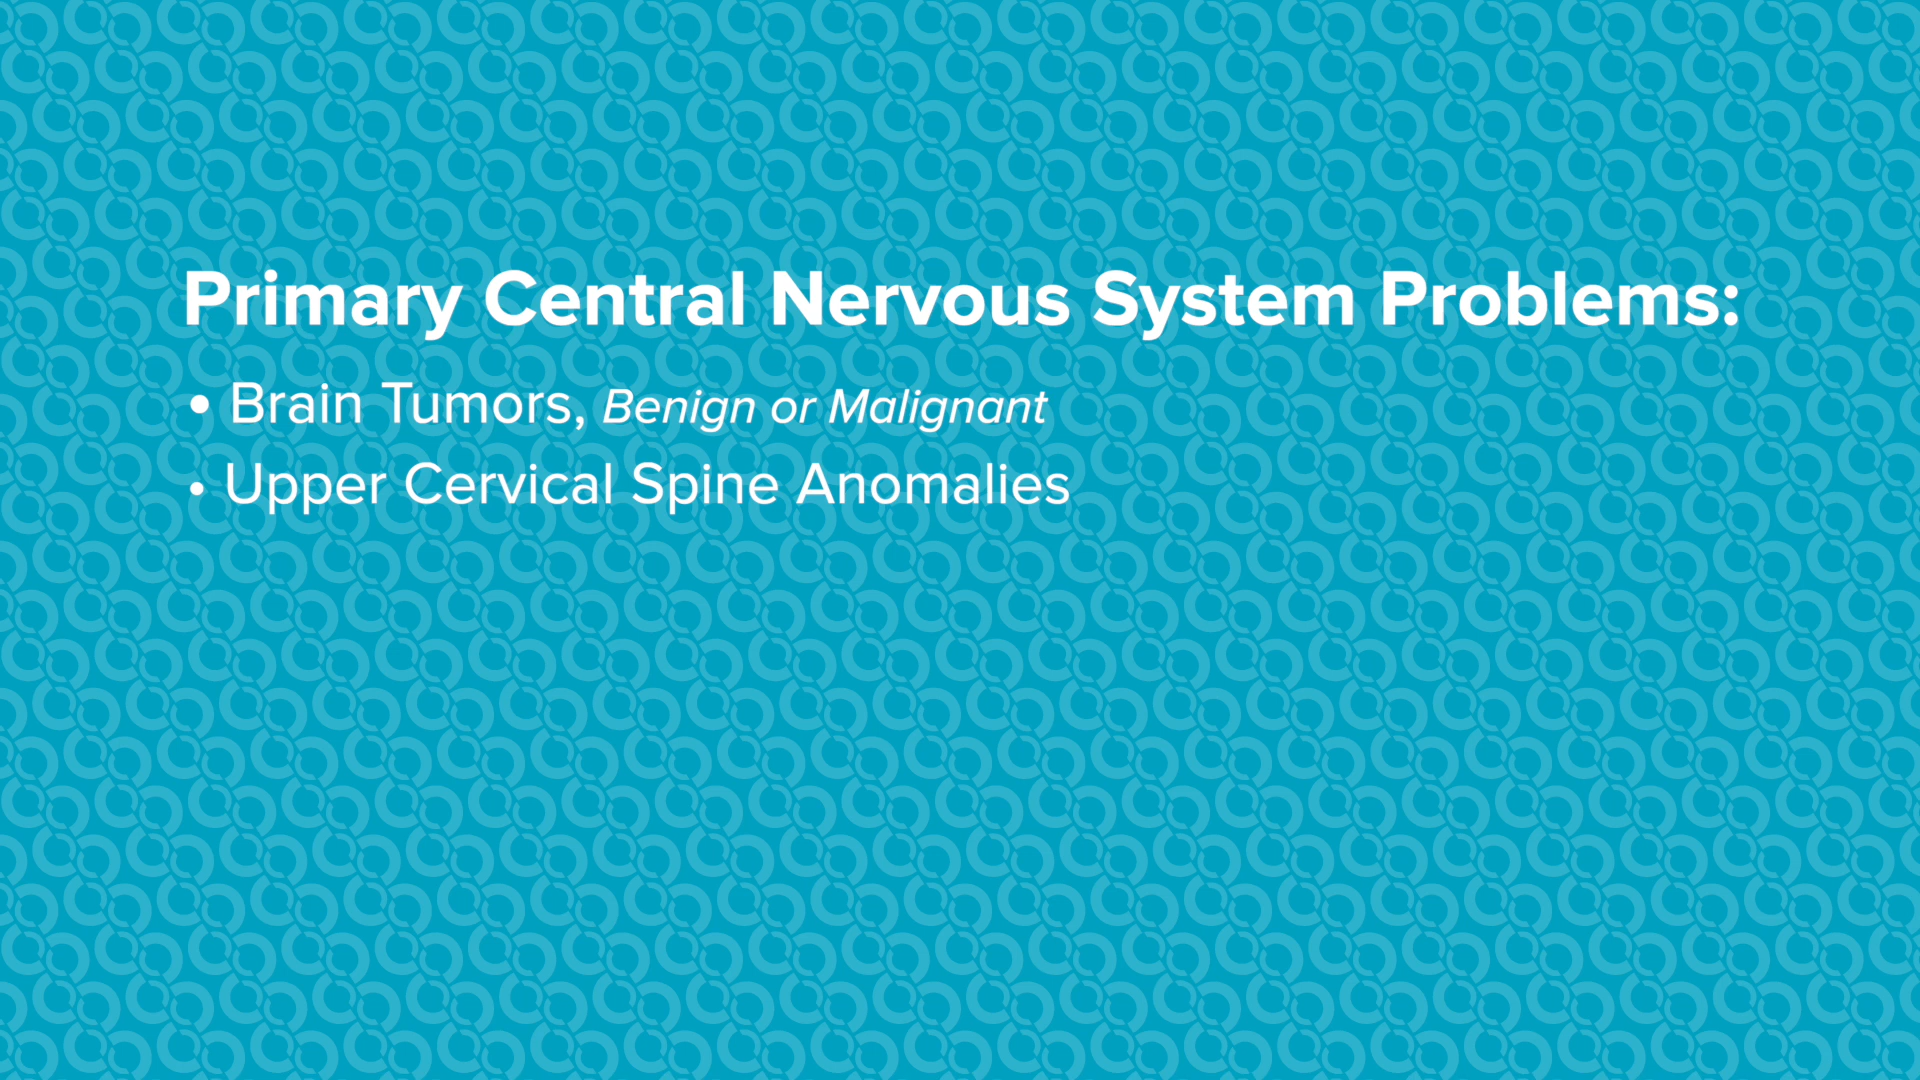 Primary Central Nervous System Problems:
• Brain Tumors, Benign or Malignant
• Upper Cervical Spine Anomalies